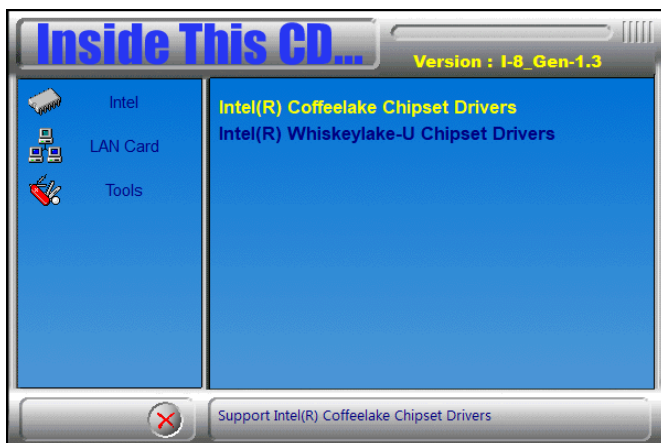 Inside This CD...
Version : I-8_Gen-1.3
Intel
LAN Card
Tools
Intel(R) Coffeelake Chipset Drivers
Intel(R) Whiskeylake-U Chipset Drivers
Support Intel(R) Coffeelake Chipset Drivers